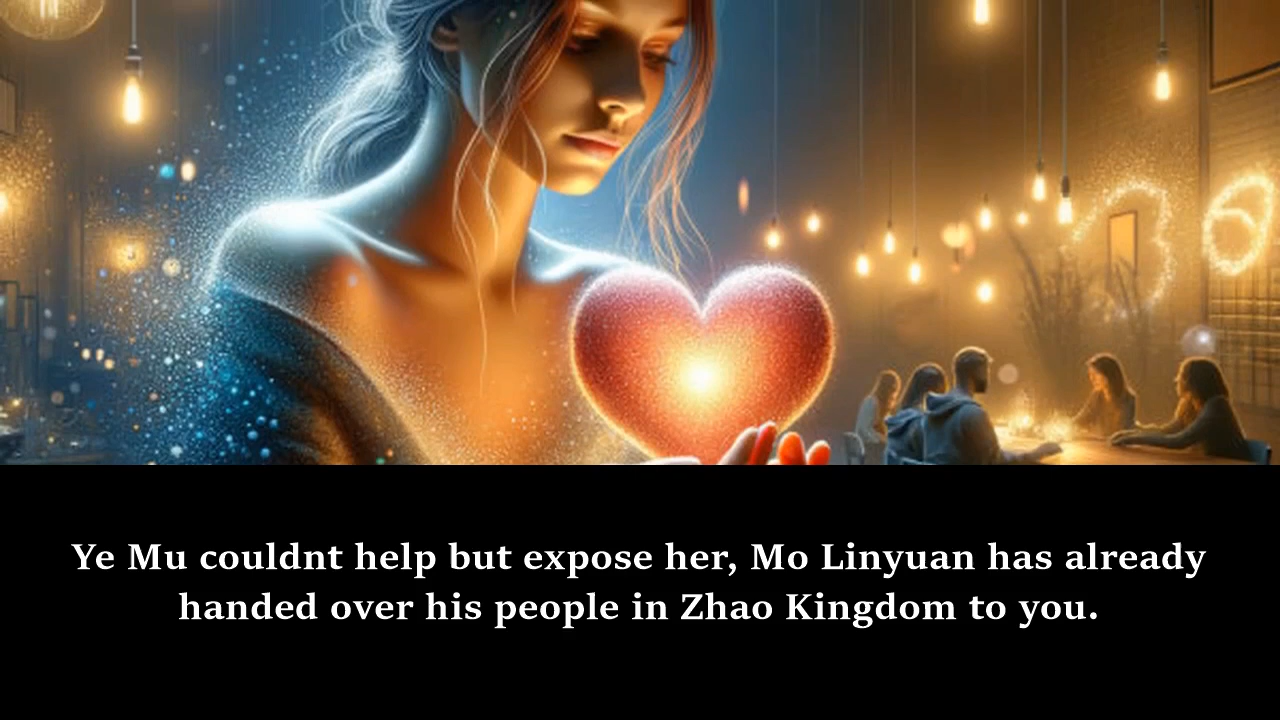 Ye Mu couldnt help but expose her, Mo Linyuan has already
handed over his people in Zhao Kingdom to you.